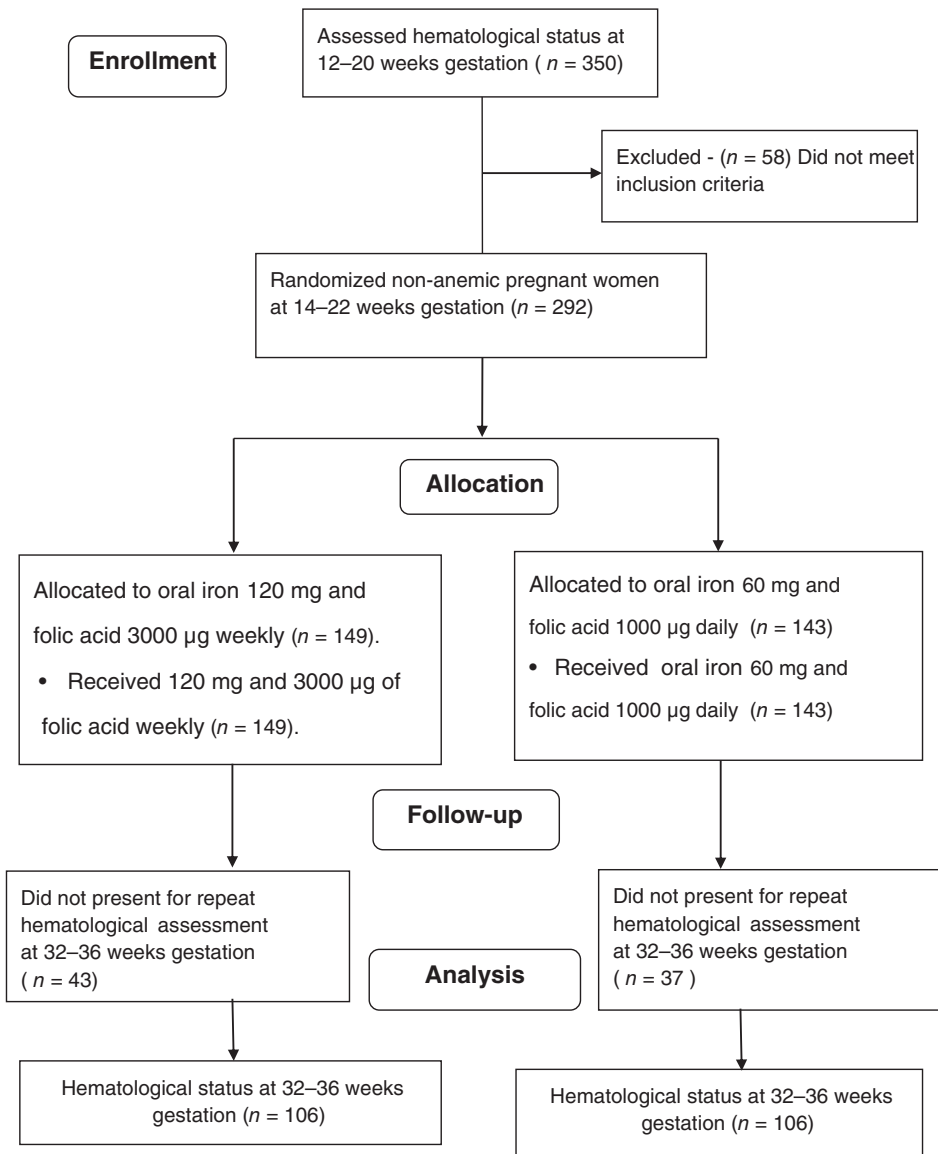 Enrollment
Assessed hematological status at
12–20 weeks gestation ( n = 350)
Excluded - (n = 58) Did not meet
inclusion criteria
Randomized non-anemic pregnant women
at 14–22 weeks gestation (n = 292)
Allocation
Allocated to oral iron 120 mg and
folic acid 3000 µg weekly (n = 149).
• Received 120 mg and 3000 µg of
folic acid weekly (n = 149).
Allocated to oral iron 60 mg and
folic acid 1000 µg daily (n = 143)
• Received oral iron 60 mg and
folic acid 1000 µg daily (n = 143)
Follow-up
Did not present for repeat
hematological assessment
at 32–36 weeks gestation
( n = 43)
Did not present for repeat
hematological assessment
at 32–36 weeks gestation
( n = 37 )
Analysis
Hematological status at 32–36 weeks
gestation (n = 106)
Hematological status at 32–36 weeks
gestation (n = 106)